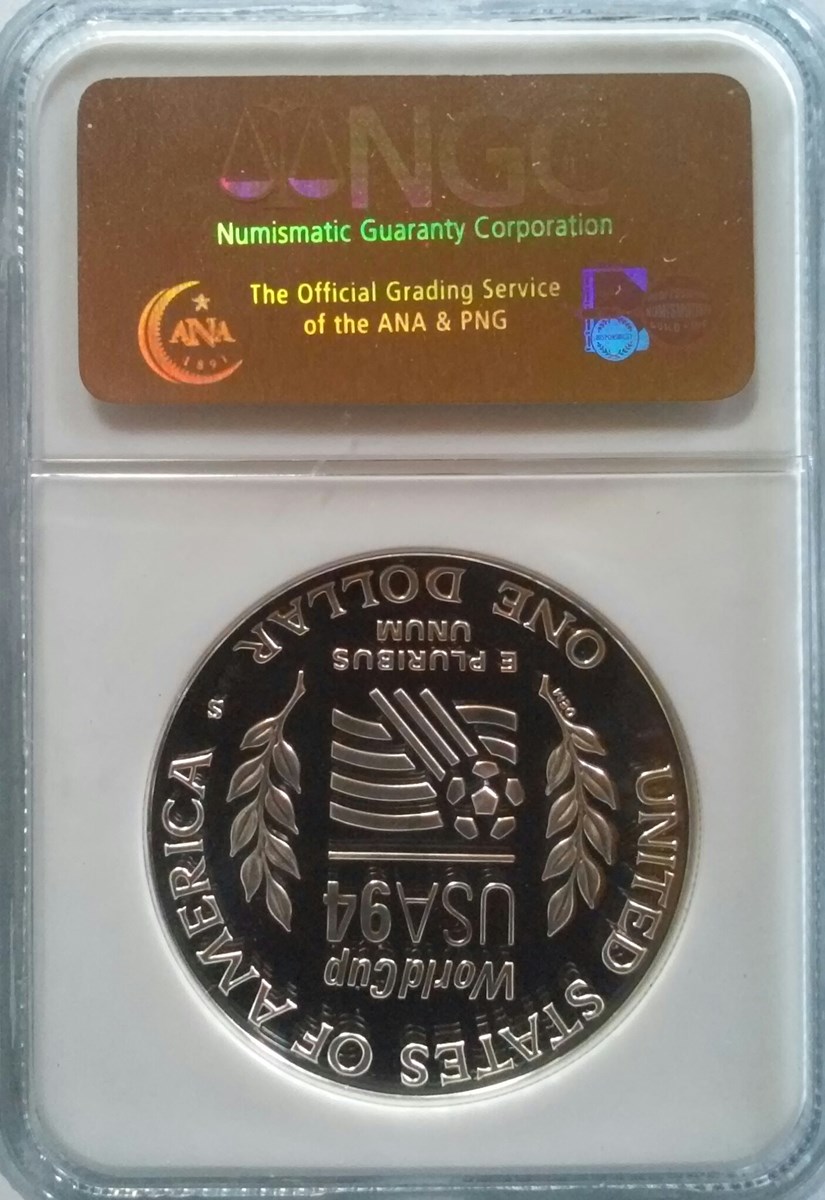 NGC
Numismatic Guaranty Corporation
The Official Grading Service
of the ANA & PNG
ANA
1891
UNITED STATES OF AMERICA
WorldCup
USA94
E PLURIBUS
UNUM
ONE DOLLAR
S